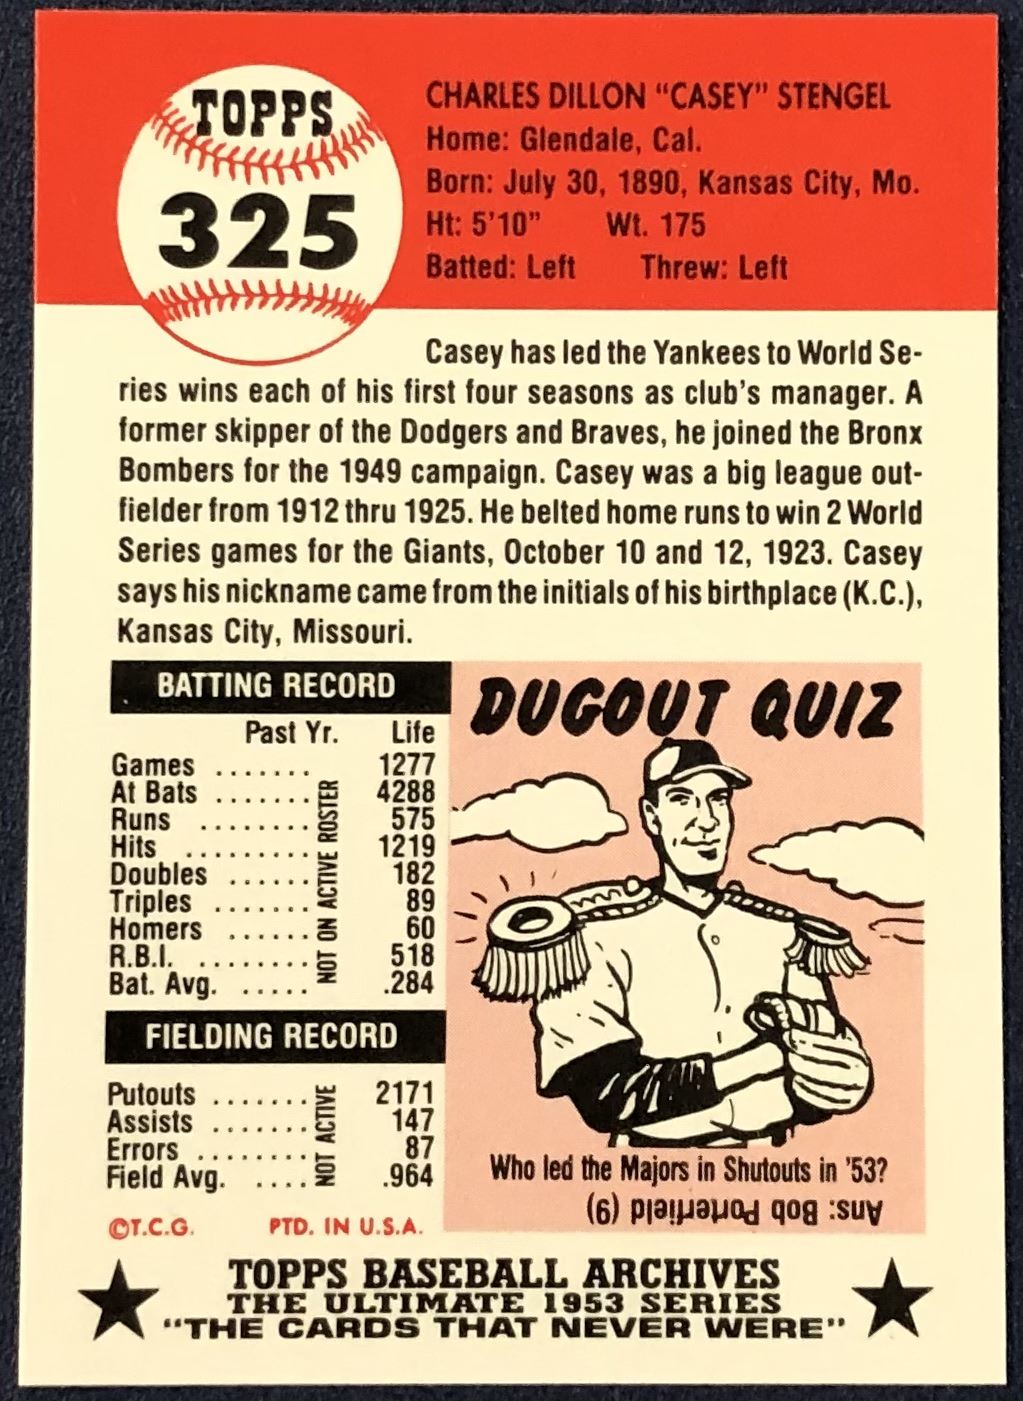 TOPPS
325
CHARLES DILLON "CASEY" STENGEL
Home: Glendale, Cal.
Born: July 30, 1890, Kansas City, Mo.
Ht: 5'10" Wt. 175
Batted: Left Threw: Left
Casey has led the Yankees to World Se-
ries wins each of his first four seasons as club's manager. A
former skipper of the Dodgers and Braves, he joined the Bronx
Bombers for the 1949 campaign. Casey was a big league out-
fielder from 1912 thru 1925. He belted home runs to win 2 World
Series games for the Giants, October 10 and 12, 1923. Casey
says his nickname came from the initials of his birthplace (K.C.),
Kansas City, Missouri.
BATTING RECORD
Past Yr. Life
Games ....... 1277
At Bats ....... 4288
Runs ........ 575
Hits ......... 1219
Doubles ...... 182
Triples ....... 89
Homers ...... 60
R.B.I. ........ 518
Bat. Avg. ..... .284
NOT ON ACTIVE ROSTER
FIELDING RECORD
Putouts ....... 2171
Assists ....... 147
Errors ........ 87
Field Avg. .... .964
NOT ACTIVE
©T.C.G. PTD. IN U.S.A.
DUGOUT QUIZ
Who led the Majors in Shutouts in '53?
Ans: Bob Porterfield (9)
TOPPS BASEBALL ARCHIVES
THE ULTIMATE 1953 SERIES
"THE CARDS THAT NEVER WERE"